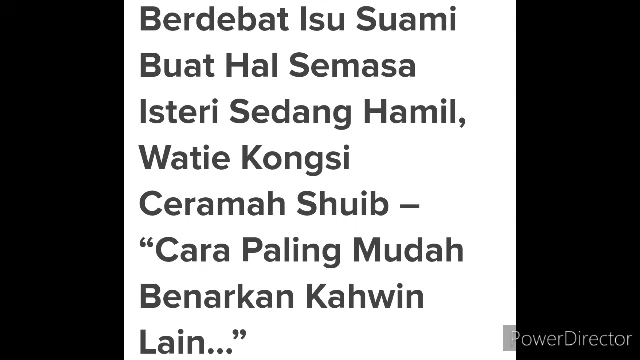 Berdebat Isu Suami
Buat Hal Semasa
Isteri Sedang Hamil,
Watie Kongsi
Ceramah Shuib –
“Cara Paling Mudah
Benarkan Kahwin
Lain...”
PowerDirector